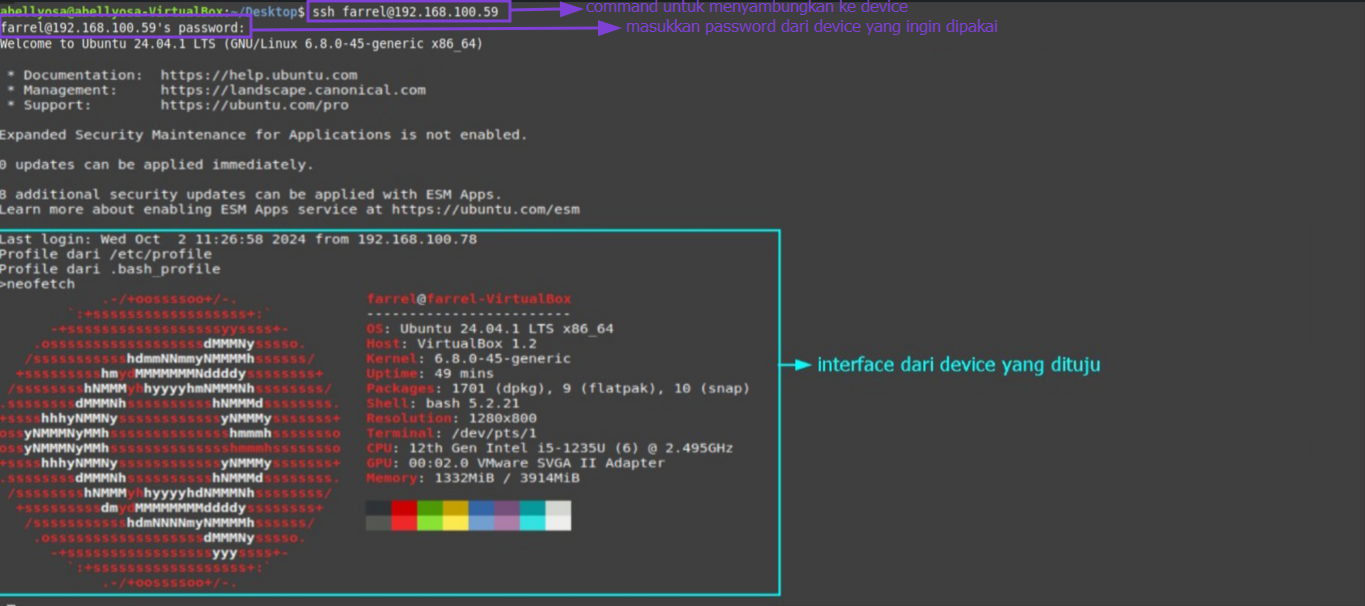 ahellyosa@ahellyosa-VirtualBox:~/Desktop$ ssh farrel@192.168.100.59 command untuk menyambungkan ke device
farrel@192.168.100.59's password: masukkan password dari device yang ingin dipakai
Welcome to Ubuntu 24.04.1 LTS (GNU/Linux 6.8.0-45-generic x86_64)
* Documentation: https://help.ubuntu.com
* Management: https://landscape.canonical.com
* Support: https://ubuntu.com/pro
Expanded Security Maintenance for Applications is not enabled.
0 updates can be applied immediately.
8 additional security updates can be applied with ESM Apps.
Learn more about enabling ESM Apps service at https://ubuntu.com/esm
Last login: Wed Oct 2 11:26:58 2024 from 192.168.100.78
Profile dari /etc/profile
Profile dari .bash_profile
>neofetch
farrel@farrel-VirtualBox
------------------------
OS: Ubuntu 24.04.1 LTS x86_64
Host: VirtualBox 1.2
Kernel: 6.8.0-45-generic
Uptime: 49 mins
Packages: 1701 (dpkg), 9 (flatpak), 10 (snap)
Shell: bash 5.2.21
Resolution: 1280x800
Terminal: /dev/pts/1
CPU: 12th Gen Intel i5-1235U (6) @ 2.495GHz
GPU: 00:02.0 VMware SVGA II Adapter
Memory: 1332MiB / 3914MiB
interface dari device yang dituju